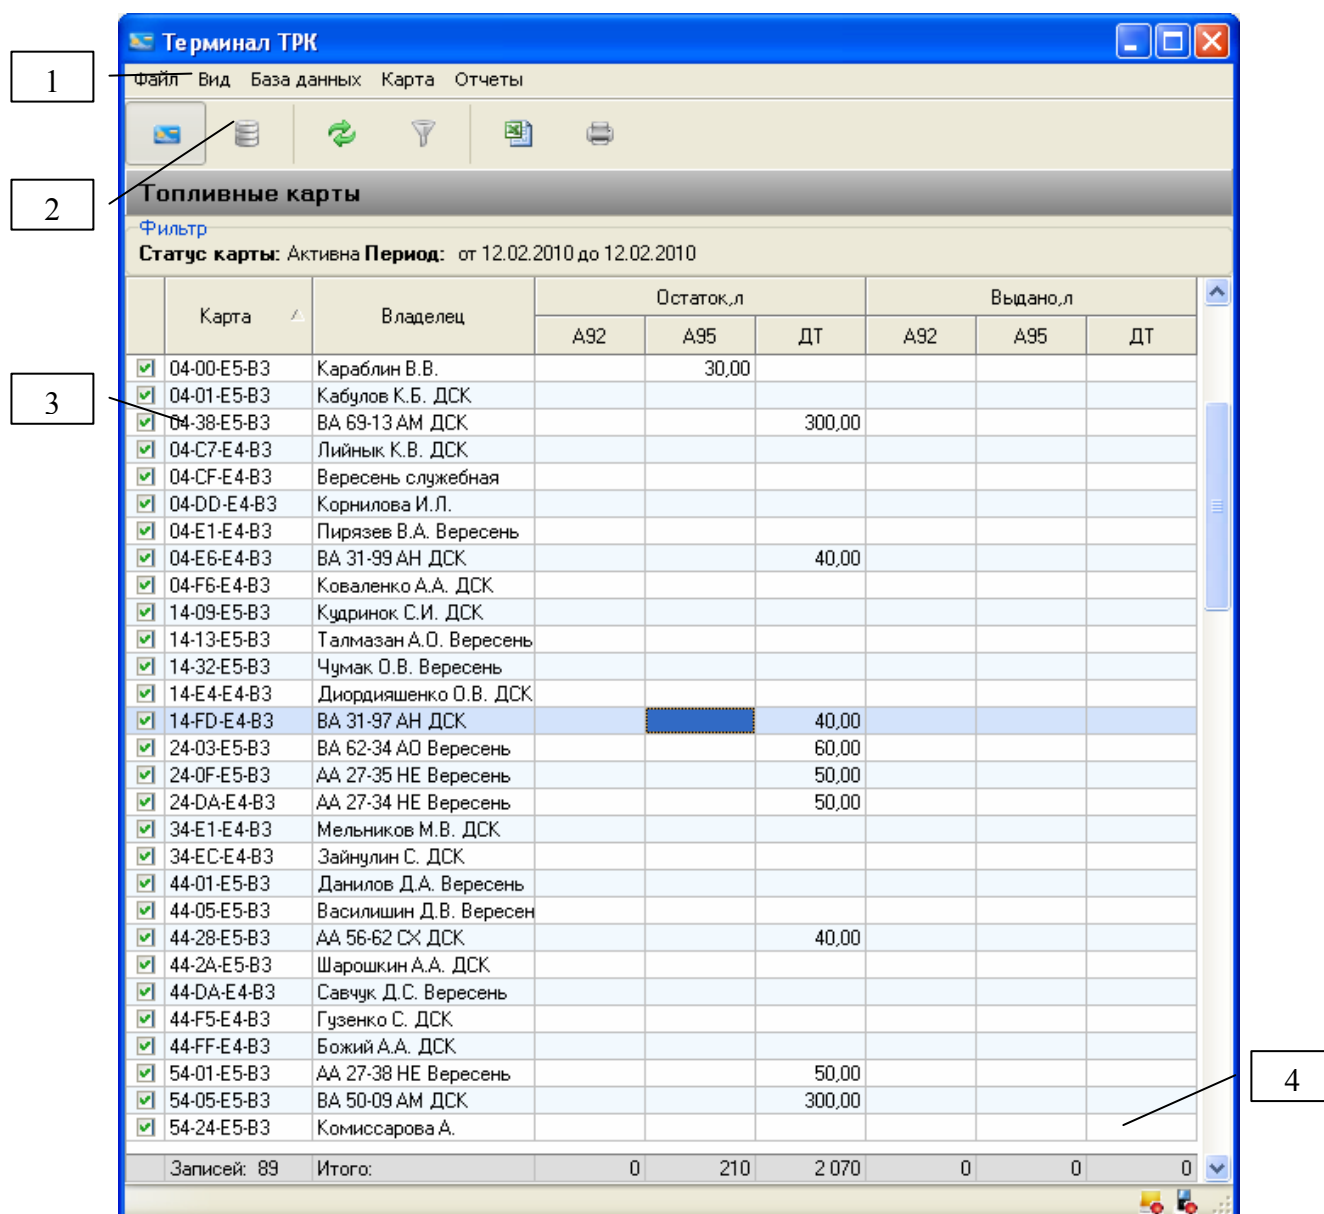 Терминал ТРК
1
Файл Вид База данных Карта Отчеты
2
Топливные карты
Фильтр
Статус карты: Активна Период: от 12.02.2010 до 12.02.2010
Карта Владелец Остаток,л Выдано,л
А92 А95 ДТ А92 А95 ДТ
04-00-E5-B3 Караблин В.В. 30,00
04-01-E5-B3 Кабулов К.Б. ДСК
3
04-38-E5-B3 ВА 69-13 АМ ДСК 300,00
04-C7-E4-B3 Лийнык К.В. ДСК
04-CF-E4-B3 Вересень служебная
04-DD-E4-B3 Корнилова И.Л.
04-E1-E4-B3 Пирязев В.А. Вересень
04-E6-E4-B3 ВА 31-99 АН ДСК 40,00
04-F6-E4-B3 Коваленко А.А. ДСК
14-09-E5-B3 Кудринок С.И. ДСК
14-13-E5-B3 Талмазан А.О. Вересень
14-32-E5-B3 Чумак О.В. Вересень
14-E4-E4-B3 Диордияшенко О.В. ДСК
14-FD-E4-B3 ВА 31-97 АН ДСК 40,00
24-03-E5-B3 ВА 62-34 АО Вересень 60,00
24-0F-E5-B3 АА 27-35 НЕ Вересень 50,00
24-DA-E4-B3 АА 27-34 НЕ Вересень 50,00
34-E1-E4-B3 Мельников М.В. ДСК
34-EC-E4-B3 Зайнулин С. ДСК
44-01-E5-B3 Данилов Д.А. Вересень
44-05-E5-B3 Василишин Д.В. Вересен
44-28-E5-B3 АА 56-62 СХ ДСК 40,00
44-2A-E5-B3 Шарошкин А.А. ДСК
44-DA-E4-B3 Савчук Д.С. Вересень
44-F5-E4-B3 Гузенко С. ДСК
44-FF-E4-B3 Божий А.А. ДСК
54-01-E5-B3 АА 27-38 НЕ Вересень 50,00
4
54-05-E5-B3 ВА 50-09 АМ ДСК 300,00
54-24-E5-B3 Комиссарова А.
Записей: 89 Итого: 0 210 2 070 0 0 0